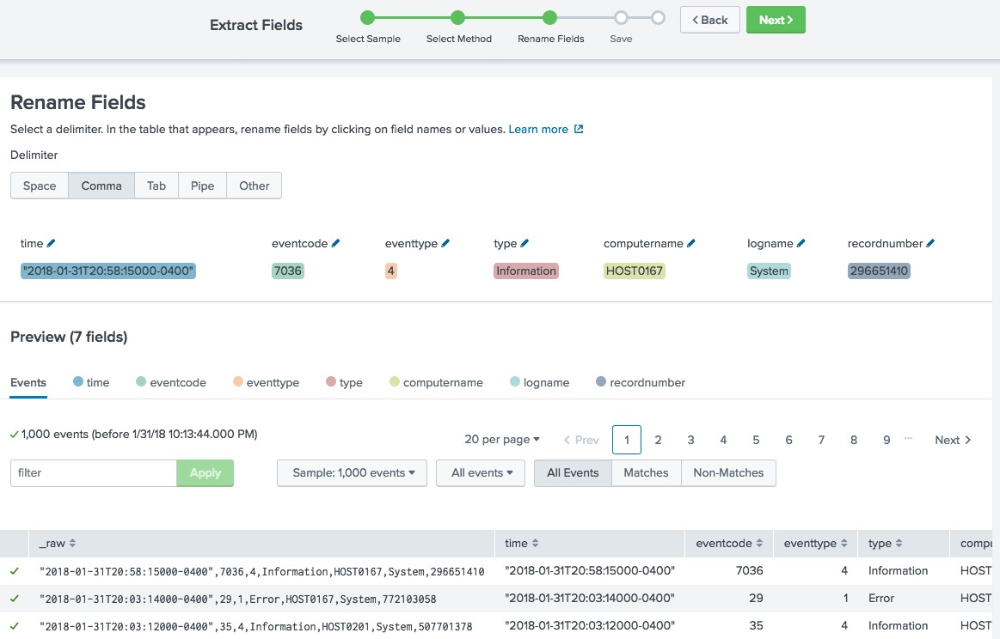 Extract Fields
Select Sample
Select Method
Rename Fields
Save
Back
Next
Rename Fields
Select a delimiter. In the table that appears, rename fields by clicking on field names or values. Learn more
Delimiter
Space Comma Tab Pipe Other
time eventcode eventtype type computername logname recordnumber
"2018-01-31T20:58:15000-0400" 7036 4 Information HOST0167 System 296651410
Preview (7 fields)
Events time eventcode eventtype type computername logname recordnumber
1,000 events (before 1/31/18 10:13:44.000 PM)
20 per page Prev 1 2 3 4 5 6 7 8 9 ... Next
filter Apply Sample: 1,000 events All events All Events Matches Non-Matches
_raw time eventcode eventtype type compu
"2018-01-31T20:58:15000-0400",7036,4,Information,HOST0167,System,296651410 "2018-01-31T20:58:15000-0400" 7036 4 Information HOST
"2018-01-31T20:03:14000-0400",29,1,Error,HOST0167,System,772103058 "2018-01-31T20:03:14000-0400" 29 1 Error HOST
"2018-01-31T20:03:12000-0400",35,4,Information,HOST0201,System,507701378 "2018-01-31T20:03:12000-0400" 35 4 Information HOST